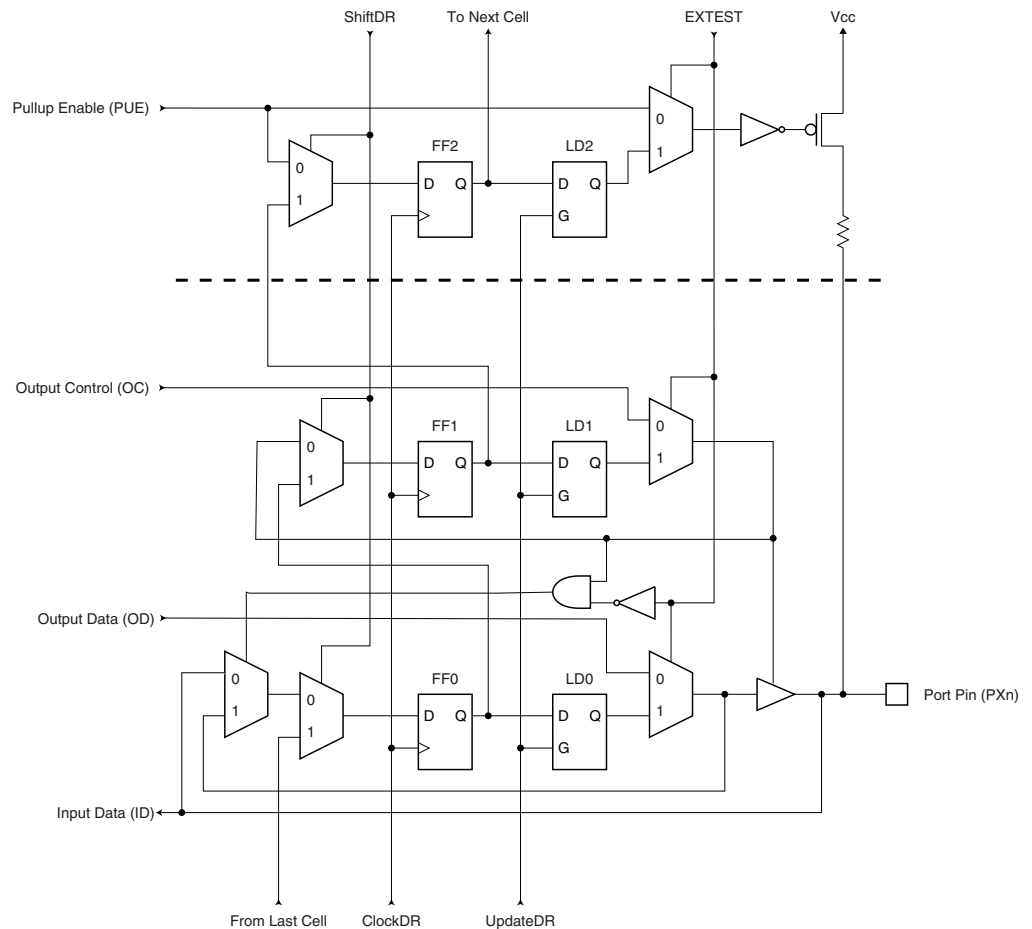 ShiftDR To Next Cell EXTEST Vcc
Pullup Enable (PUE)
0
1
FF2
D Q
LD2
D Q
G
0
1
Output Control (OC)
0
1
FF1
D Q
LD1
D Q
G
0
1
Output Data (OD)
0
1
0
1
FF0
D Q
LD0
D Q
G
0
1
Port Pin (PXn)
Input Data (ID)
From Last Cell ClockDR UpdateDR